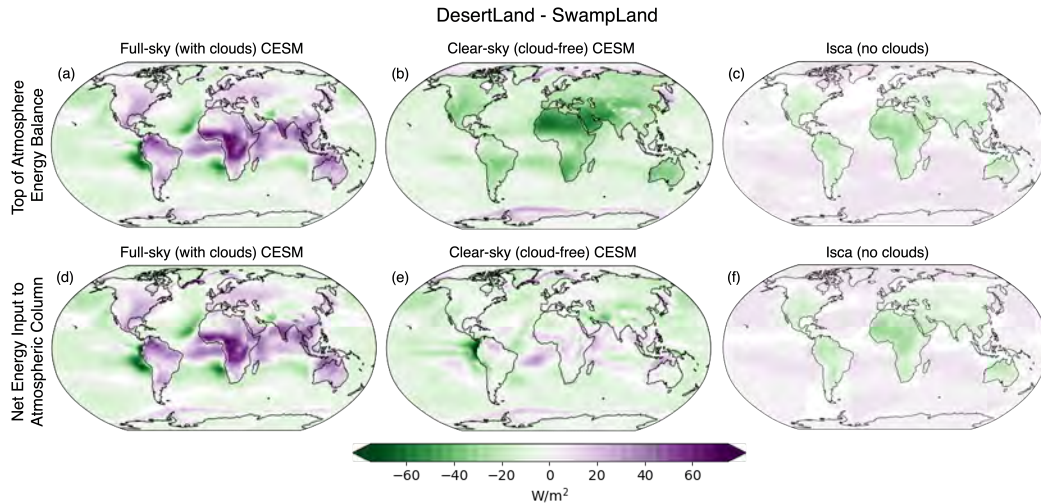 DesertLand - SwampLand
Full-sky (with clouds) CESM
Clear-sky (cloud-free) CESM
Isca (no clouds)
(a)
(b)
(c)
Top of Atmosphere
Energy Balance
Full-sky (with clouds) CESM
Clear-sky (cloud-free) CESM
Isca (no clouds)
(d)
(e)
(f)
Net Energy Input to
Atmospheric Column
−60 −40 −20 0 20 40 60
W/m²